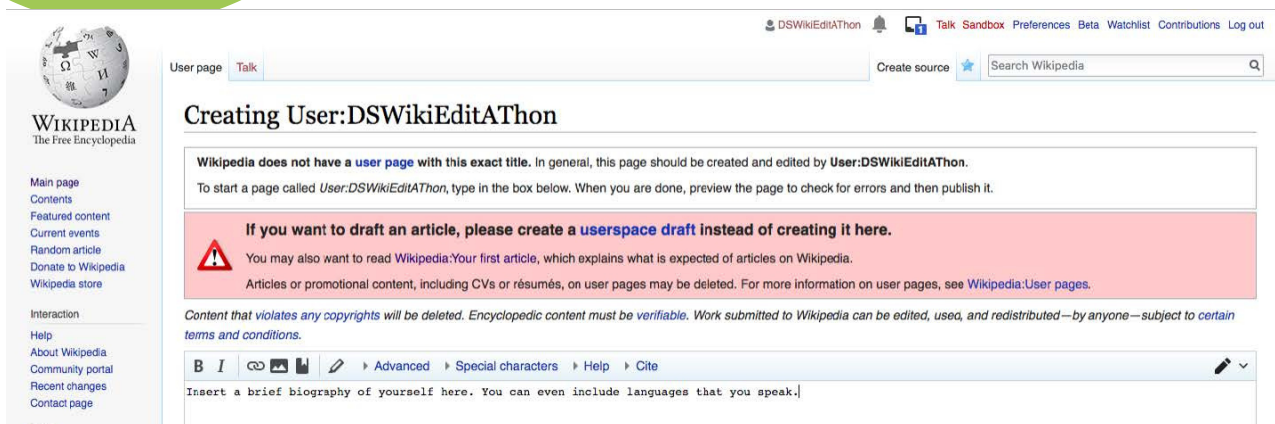 DSWikiEditAThon 1 Talk Sandbox Preferences Beta Watchlist Contributions Log out
User page Talk Create source Search Wikipedia
Ω W И
WIKIPEDIA
The Free Encyclopedia
Creating User:DSWikiEditAThon
Wikipedia does not have a user page with this exact title. In general, this page should be created and edited by User:DSWikiEditAThon.
To start a page called User:DSWikiEditAThon, type in the box below. When you are done, preview the page to check for errors and then publish it.
If you want to draft an article, please create a userspace draft instead of creating it here.
You may also want to read Wikipedia:Your first article, which explains what is expected of articles on Wikipedia.
Articles or promotional content, including CVs or résumés, on user pages may be deleted. For more information on user pages, see Wikipedia:User pages.
Content that violates any copyrights will be deleted. Encyclopedic content must be verifiable. Work submitted to Wikipedia can be edited, used, and redistributed—by anyone—subject to certain
terms and conditions.
B I Advanced Special characters Help Cite
Insert a brief biography of yourself here. You can even include languages that you speak.
Main page
Contents
Featured content
Current events
Random article
Donate to Wikipedia
Wikipedia store
Interaction
Help
About Wikipedia
Community portal
Recent changes
Contact page